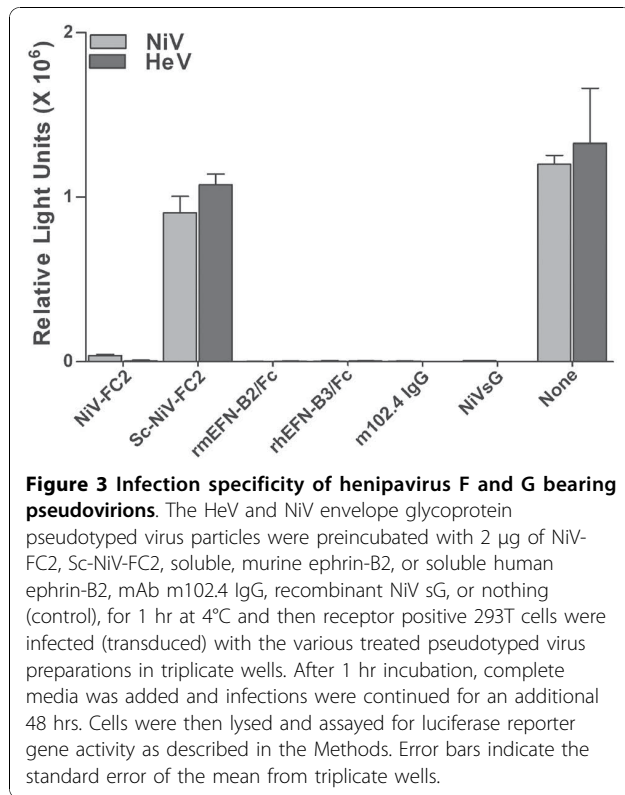 2
NiV
HeV
Relative Light Units (X 10⁶)
1
0
NiV-FC2
Sc-NiV-FC2
rmEFN-B2/Fc
rhEFN-B3/Fc
m102.4 IgG
NiVsG
None
Figure 3 Infection specificity of henipavirus F and G bearing
pseudovirions. The HeV and NiV envelope glycoprotein
pseudotyped virus particles were preincubated with 2 μg of NiV-
FC2, Sc-NiV-FC2, soluble, murine ephrin-B2, or soluble human
ephrin-B2, mAb m102.4 IgG, recombinant NiV sG, or nothing
(control), for 1 hr at 4°C and then receptor positive 293T cells were
infected (transduced) with the various treated pseudotyped virus
preparations in triplicate wells. After 1 hr incubation, complete
media was added and infections were continued for an additional
48 hrs. Cells were then lysed and assayed for luciferase reporter
gene activity as described in the Methods. Error bars indicate the
standard error of the mean from triplicate wells.